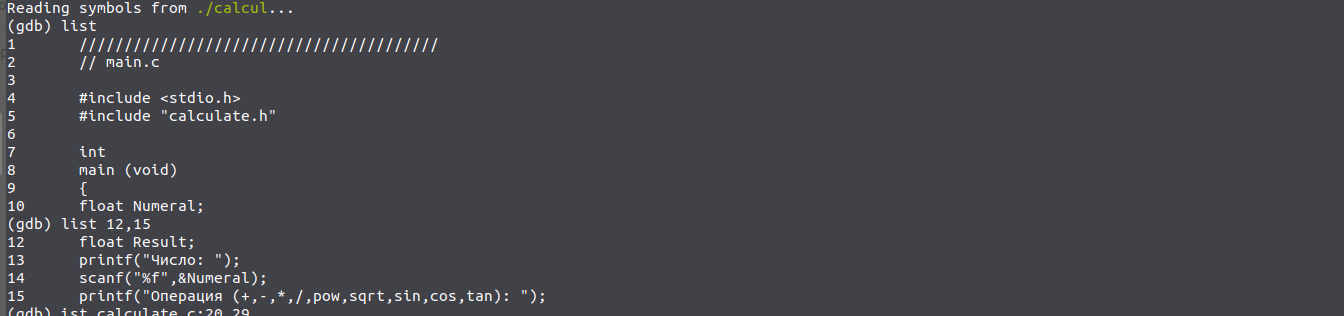 Reading symbols from ./calcul...
(gdb) list
1       ////////////////////////////////////////
2       // main.c
3
4       #include <stdio.h>
5       #include "calculate.h"
6
7       int
8       main (void)
9       {
10      float Numeral;
(gdb) list 12,15
12      float Result;
13      printf("Число: ");
14      scanf("%f",&Numeral);
15      printf("Операция (+,-,*,/,pow,sqrt,sin,cos,tan): ");
(gdb) ist calculate.c:20,29